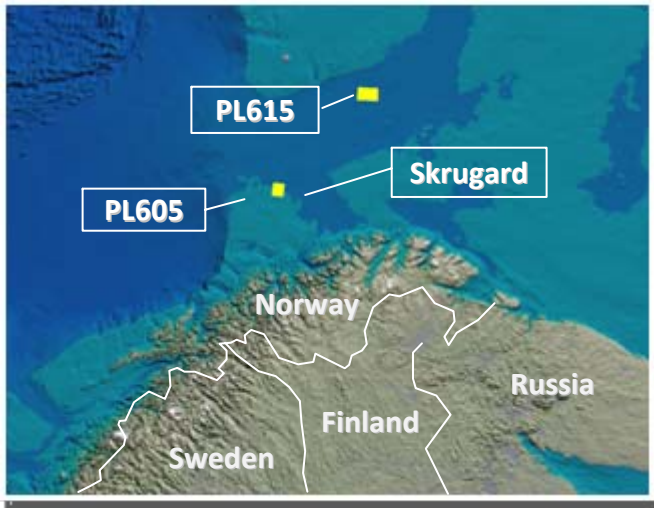 PL615
Skrugard
PL605
Norway
Russia
Finland
Sweden